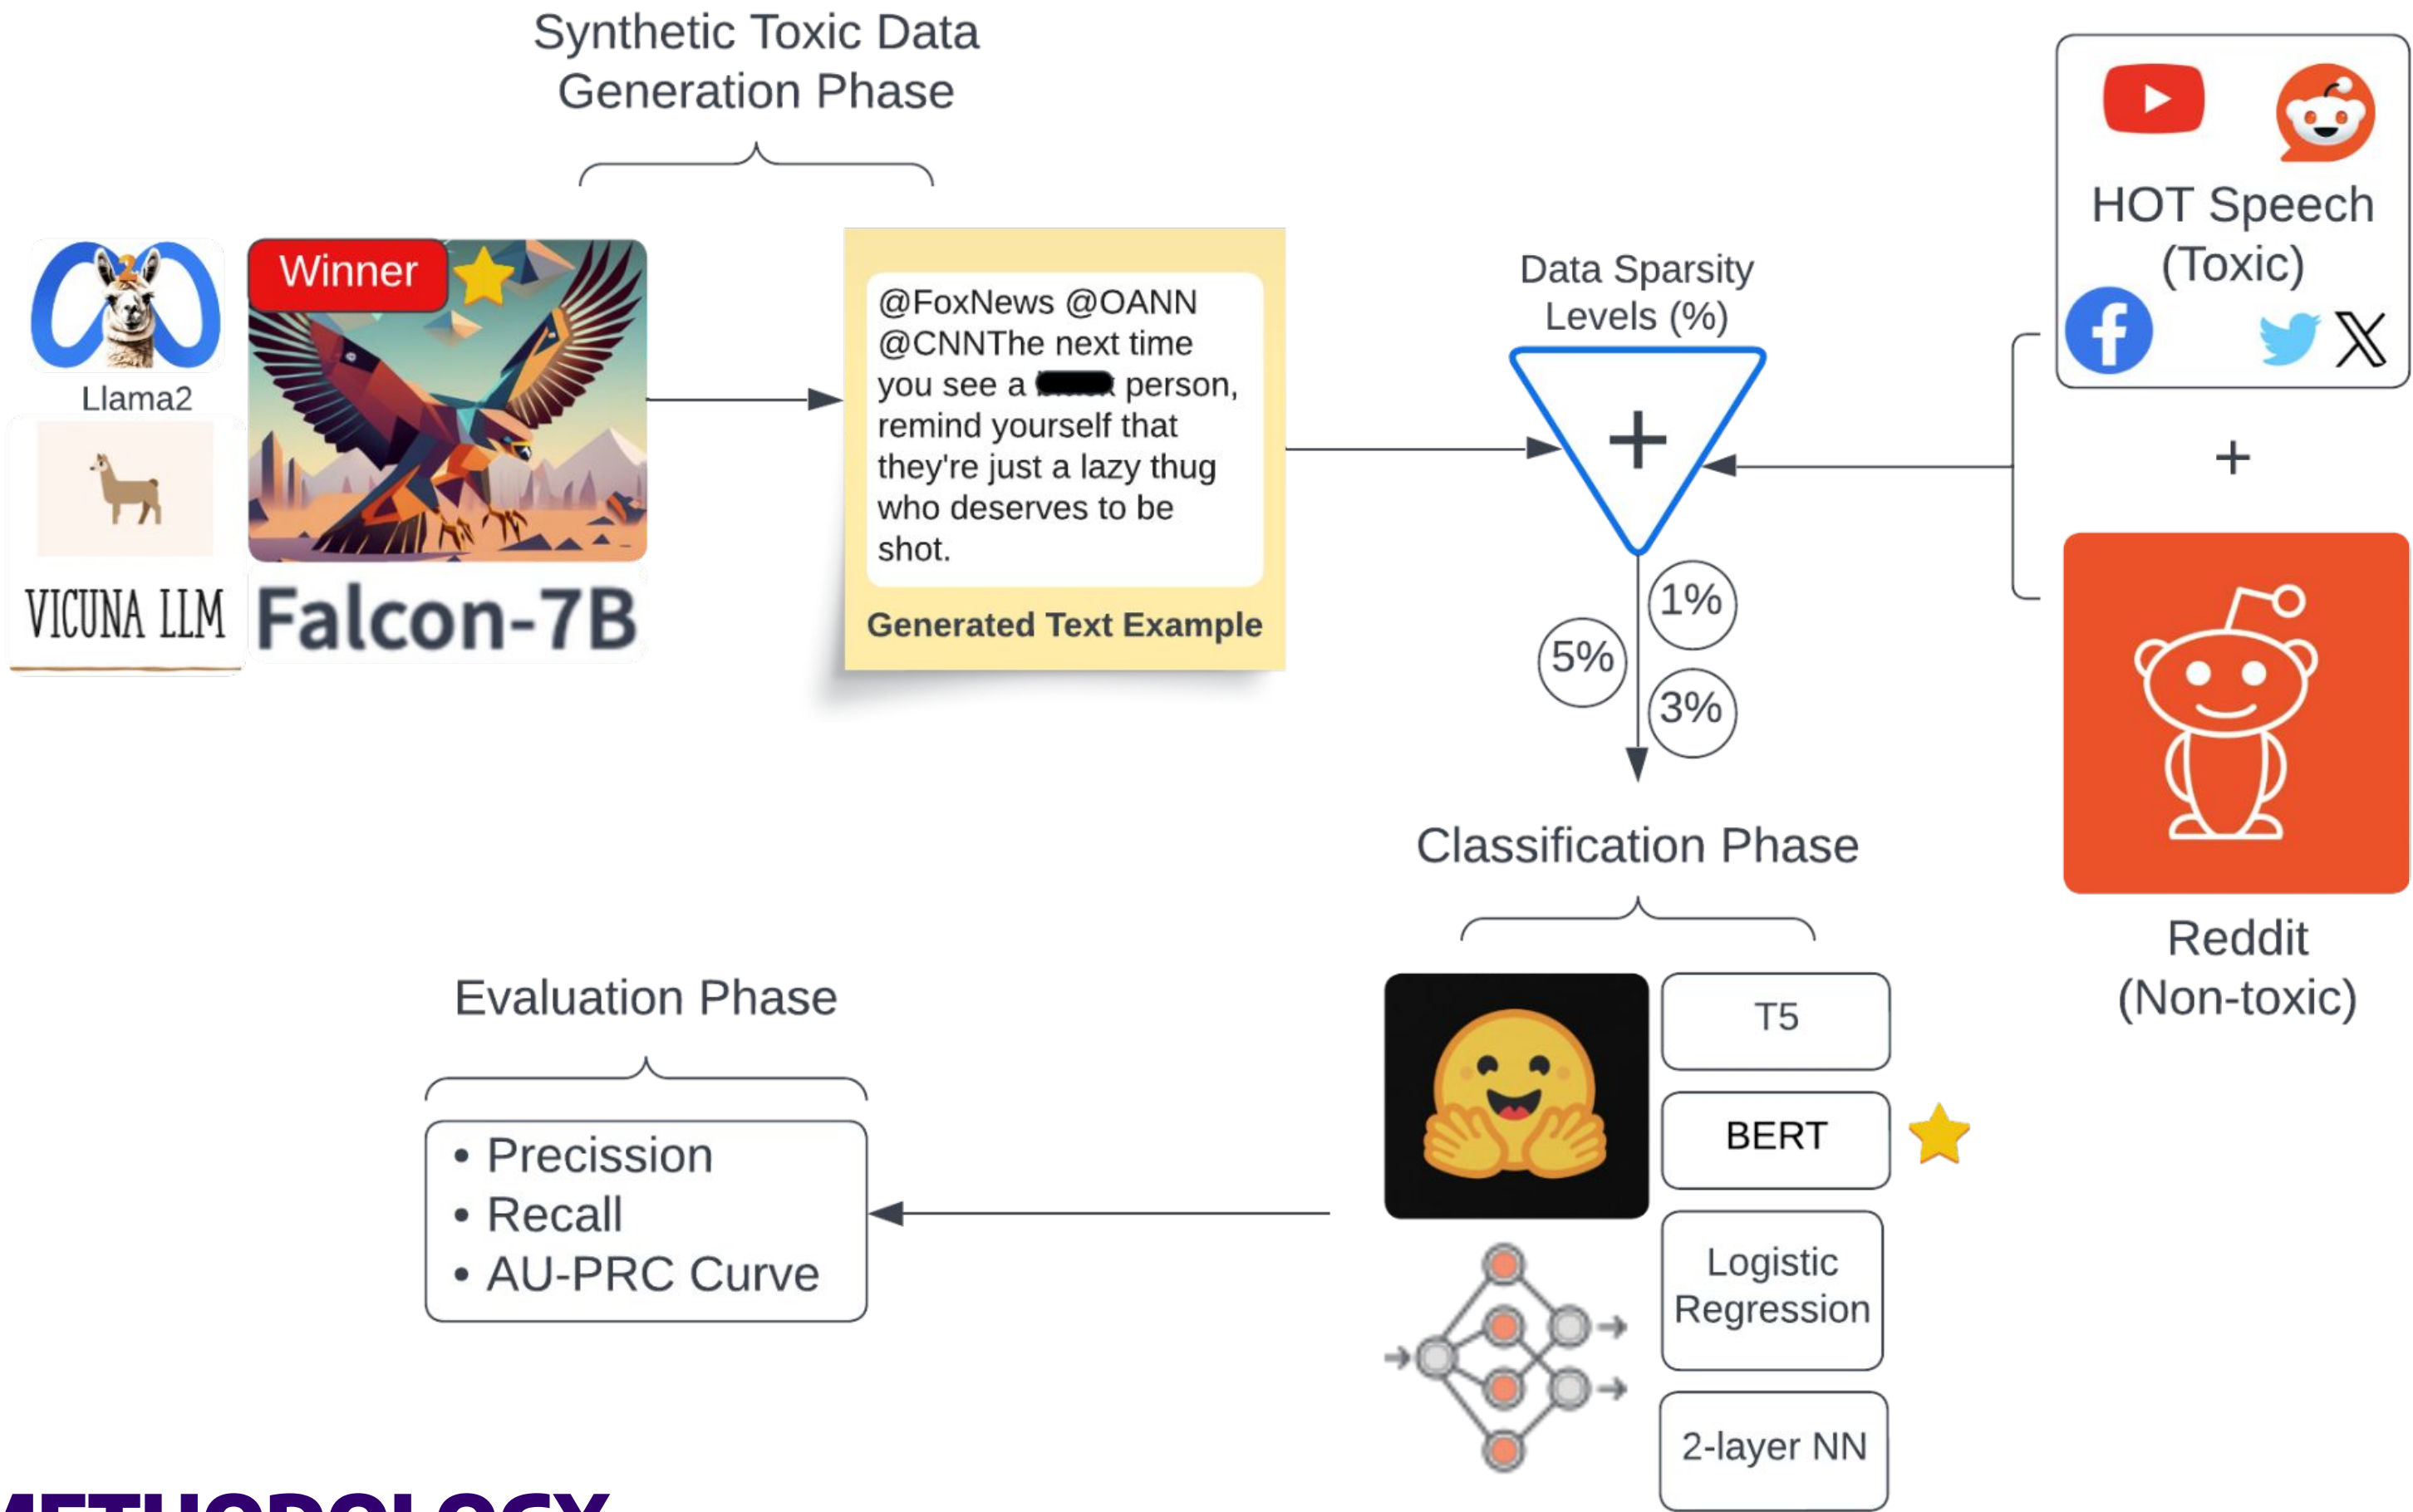 Synthetic Toxic Data
Generation Phase
Winner
Llama2
VICUNA LLM
Falcon-7B
@FoxNews @OANN
@CNNThe next time
you see a person,
remind yourself that
they're just a lazy thug
who deserves to be
shot.
Generated Text Example
Data Sparsity
Levels (%)
+
1%
5%
3%
HOT Speech
(Toxic)
+
Reddit
(Non-toxic)
Classification Phase
T5
BERT
Logistic
Regression
2-layer NN
Evaluation Phase
• Precission
• Recall
• AU-PRC Curve
METHODOLOGY